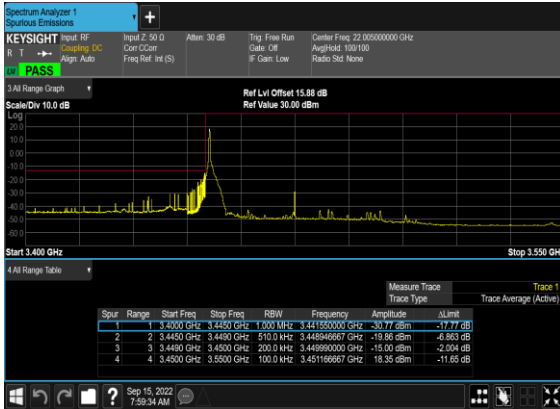 Spectrum Analyzer 1
Spurious Emissions
+
KEYSIGHT Input: RF Input Z: 50 Ω Atten: 30 dB Trig: Free Run Center Freq: 22.005000000 GHz
R T Coupling: DC Corr CCorr Gate: Off Avg|Hold: 100/100
Align: Auto Freq Ref: Int (S) IF Gain: Low Radio Std: None
PASS
3 All Range Graph
Ref Lvl Offset 15.88 dB
Scale/Div 10.0 dB Ref Value 30.00 dBm
Log
20.0
10.0
0.00
-10.0
-20.0
-30.0
-40.0
-50.0
-60.0
Start 3.400 GHz Stop 3.550 GH
4 All Range Table
Measure Trace Trace 1
Trace Type Trace Average (Active)
Spur Range Start Freq Stop Freq RBW Frequency Amplitude ΔLimit
1 1 3.4000 GHz 3.4450 GHz 1.000 MHz 3.441550000 GHz -30.77 dBm -17.77 dB
2 2 3.4450 GHz 3.4490 GHz 510.0 kHz 3.448946667 GHz -19.86 dBm -6.863 dB
3 3 3.4490 GHz 3.4500 GHz 200.0 kHz 3.449990000 GHz -15.00 dBm -2.004 dB
4 4 3.4500 GHz 3.5500 GHz 100.0 kHz 3.451166667 GHz 18.35 dBm -11.65 dB
?
Sep 15, 2022
7:59:34 AM